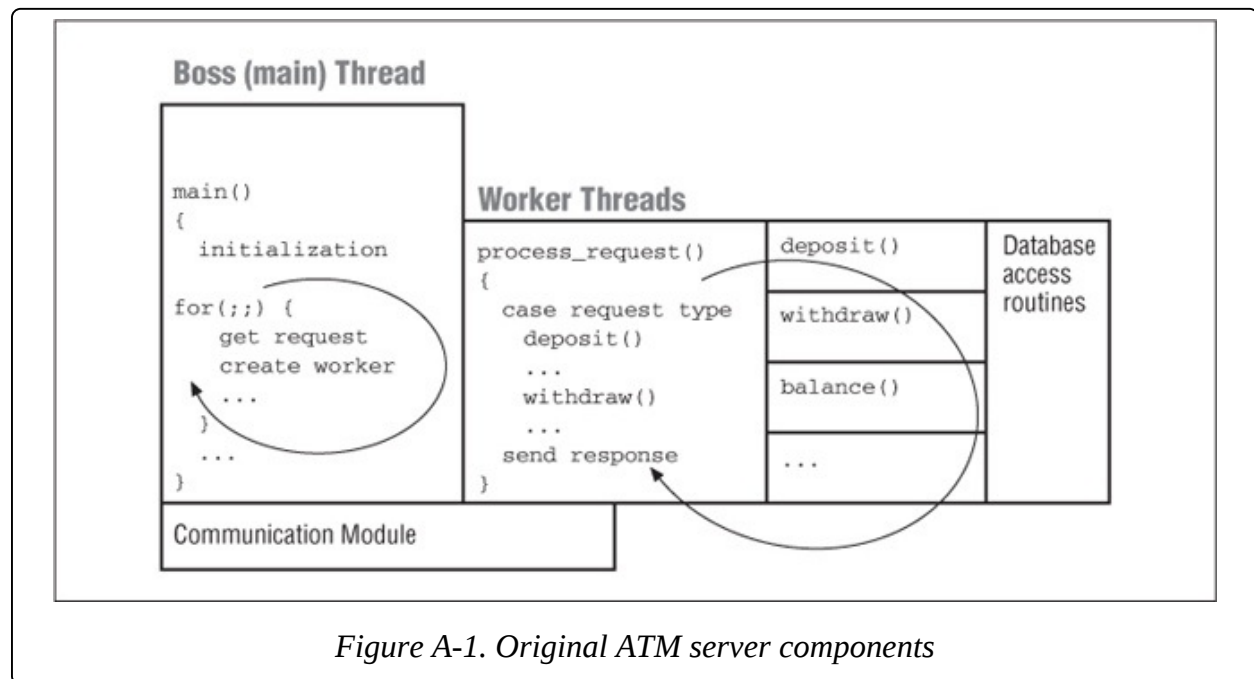 Boss (main) Thread
main()
{
initialization
for(;;) {
get request
create worker
...
}
...
}
Worker Threads
process_request()
{
case request type
deposit()
...
withdraw()
...
send response
}
deposit()
withdraw()
balance()
...
Database
access
routines
Communication Module
Figure A-1. Original ATM server components